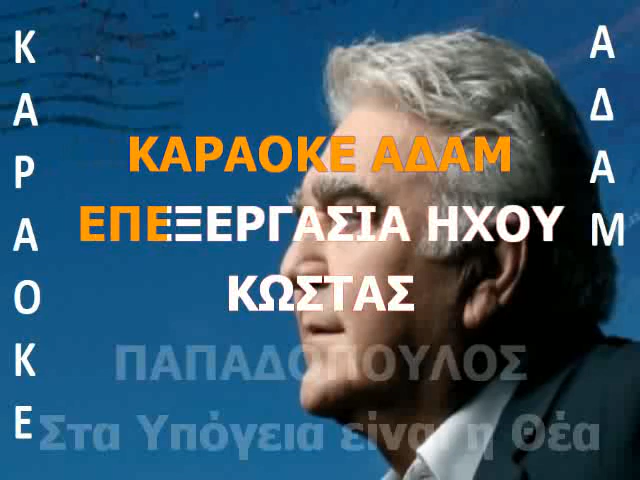 ΚΑΡΑΟΚΕ
ΑΔΑΜ
ΚΑΡΑΟΚΕ ΑΔΑΜ
ΕΠΕΞΕΡΓΑΣΙΑ ΗΧΟΥ
ΚΩΣΤΑΣ
ΠΑΠΑΔΟΠΟΥΛΟΣ
Στα Υπόγεια είναι η Θέα